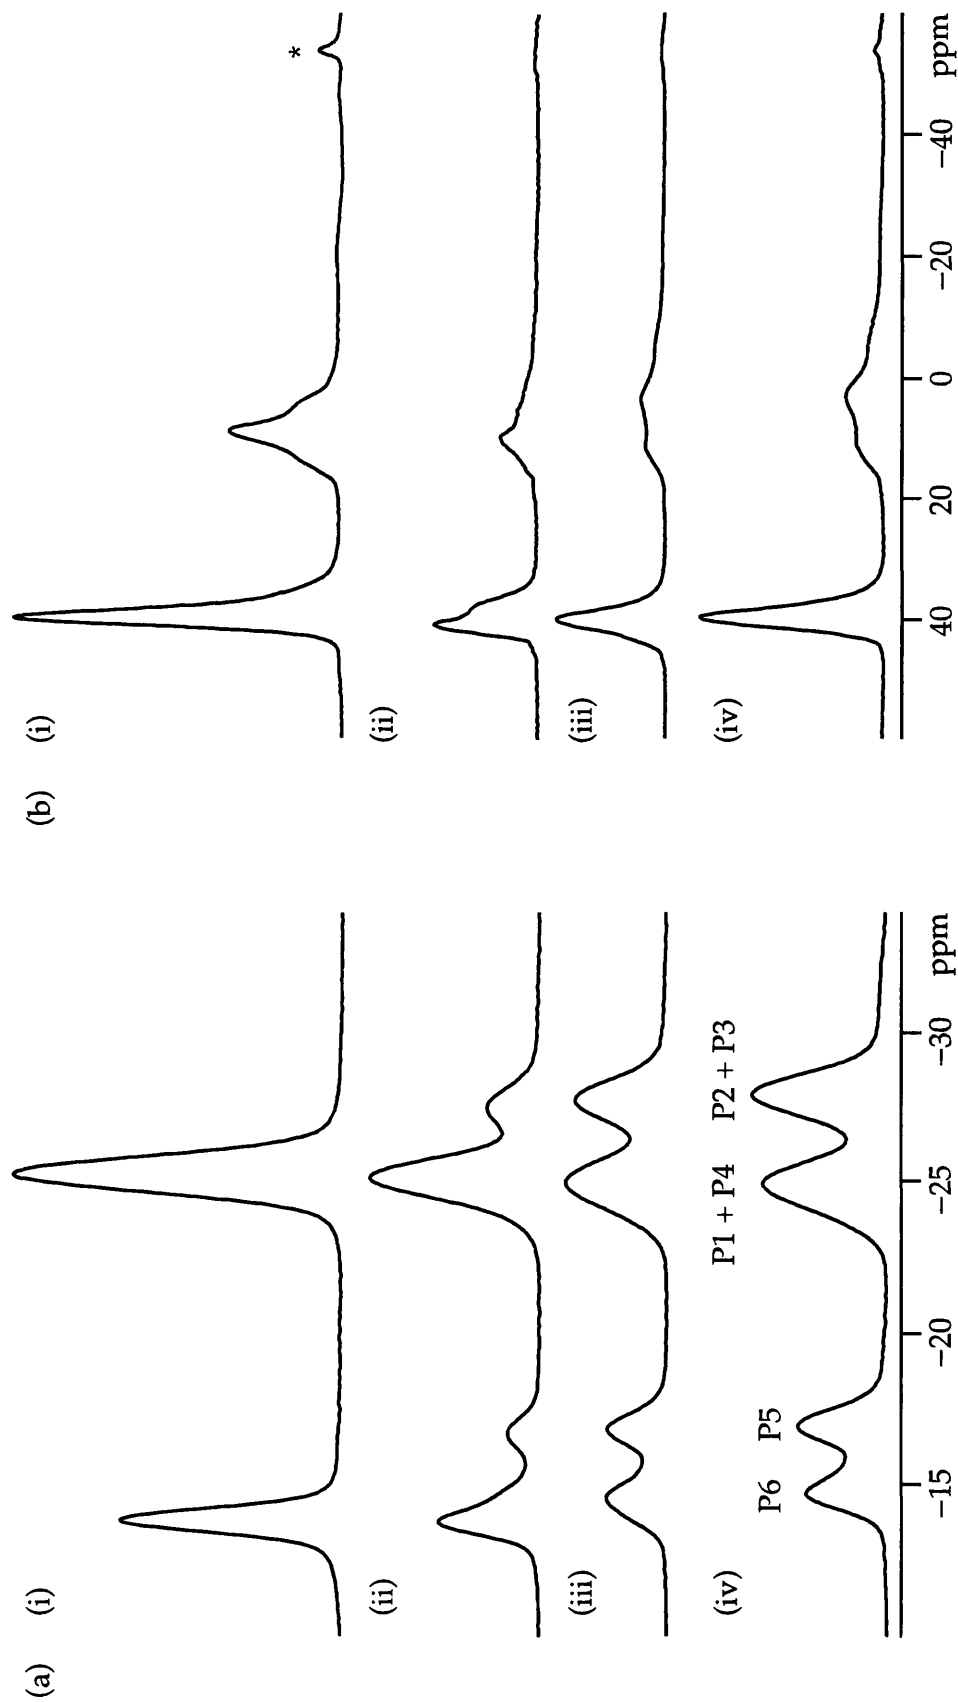 (a)
(i)
(ii)
(iii)
(iv)
P6
P5
P1 + P4
P2 + P3
−15
−20
−25
−30
ppm
(b)
(i)
*
(ii)
(iii)
(iv)
40
20
0
−20
−40
ppm